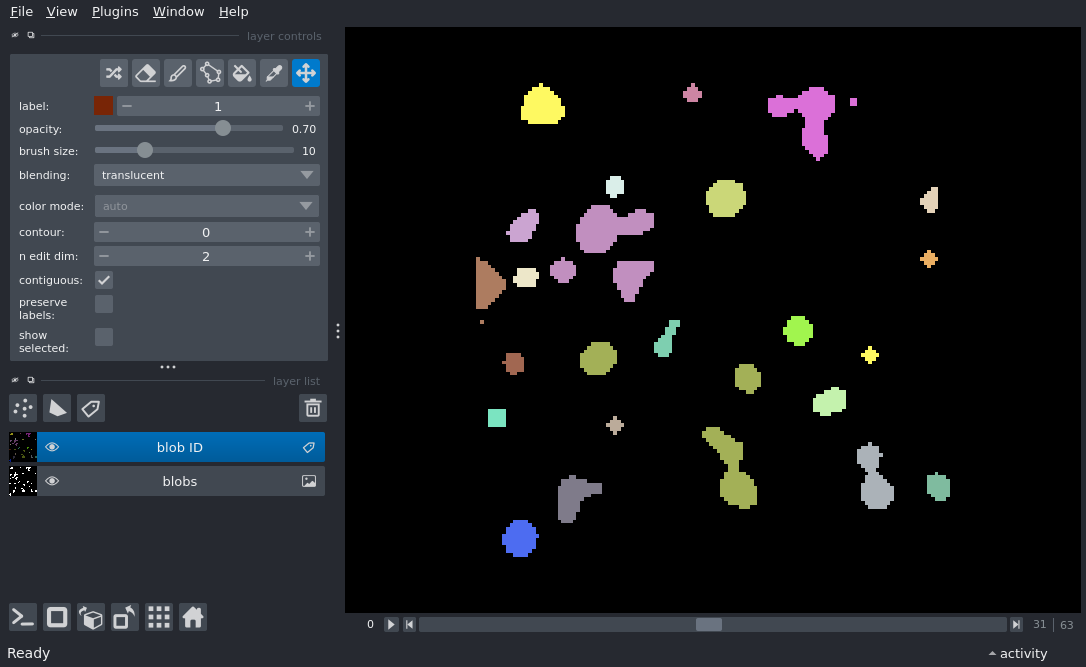 File View Plugins Window Help
layer controls
label: 1
opacity: 0.70
brush size: 10
blending: translucent
color mode: auto
contour: 0
n edit dim: 2
contiguous:
preserve
labels:
show
selected:
layer list
blob ID
blobs
0 31 63
Ready activity